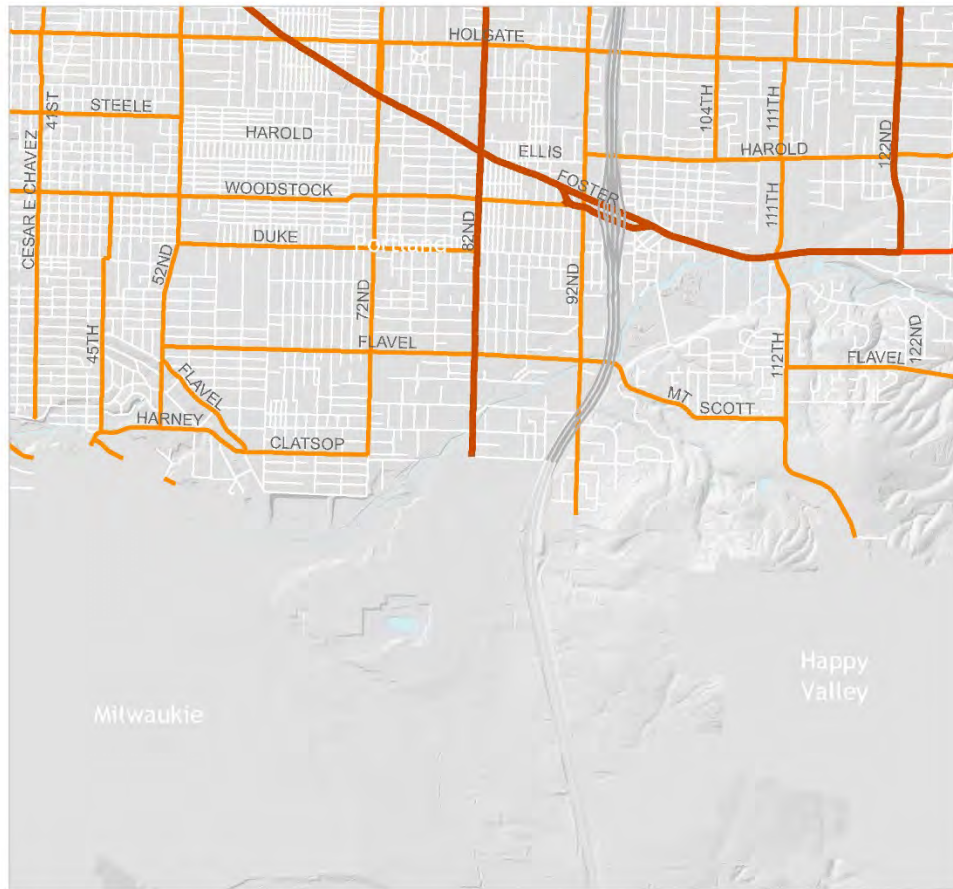 HOLGATE
STEELE
41ST
104TH
111TH
122ND
HAROLD
ELLIS
HAROLD
CESAR E CHAVEZ
WOODSTOCK
FOSTER
111TH
DUKE
Portland
82ND
52ND
72ND
92ND
45TH
FLAVEL
112TH
122ND
FLAVEL
FLAVEL
MT SCOTT
HARNEY
CLATSOP
Happy
Valley
Milwaukie